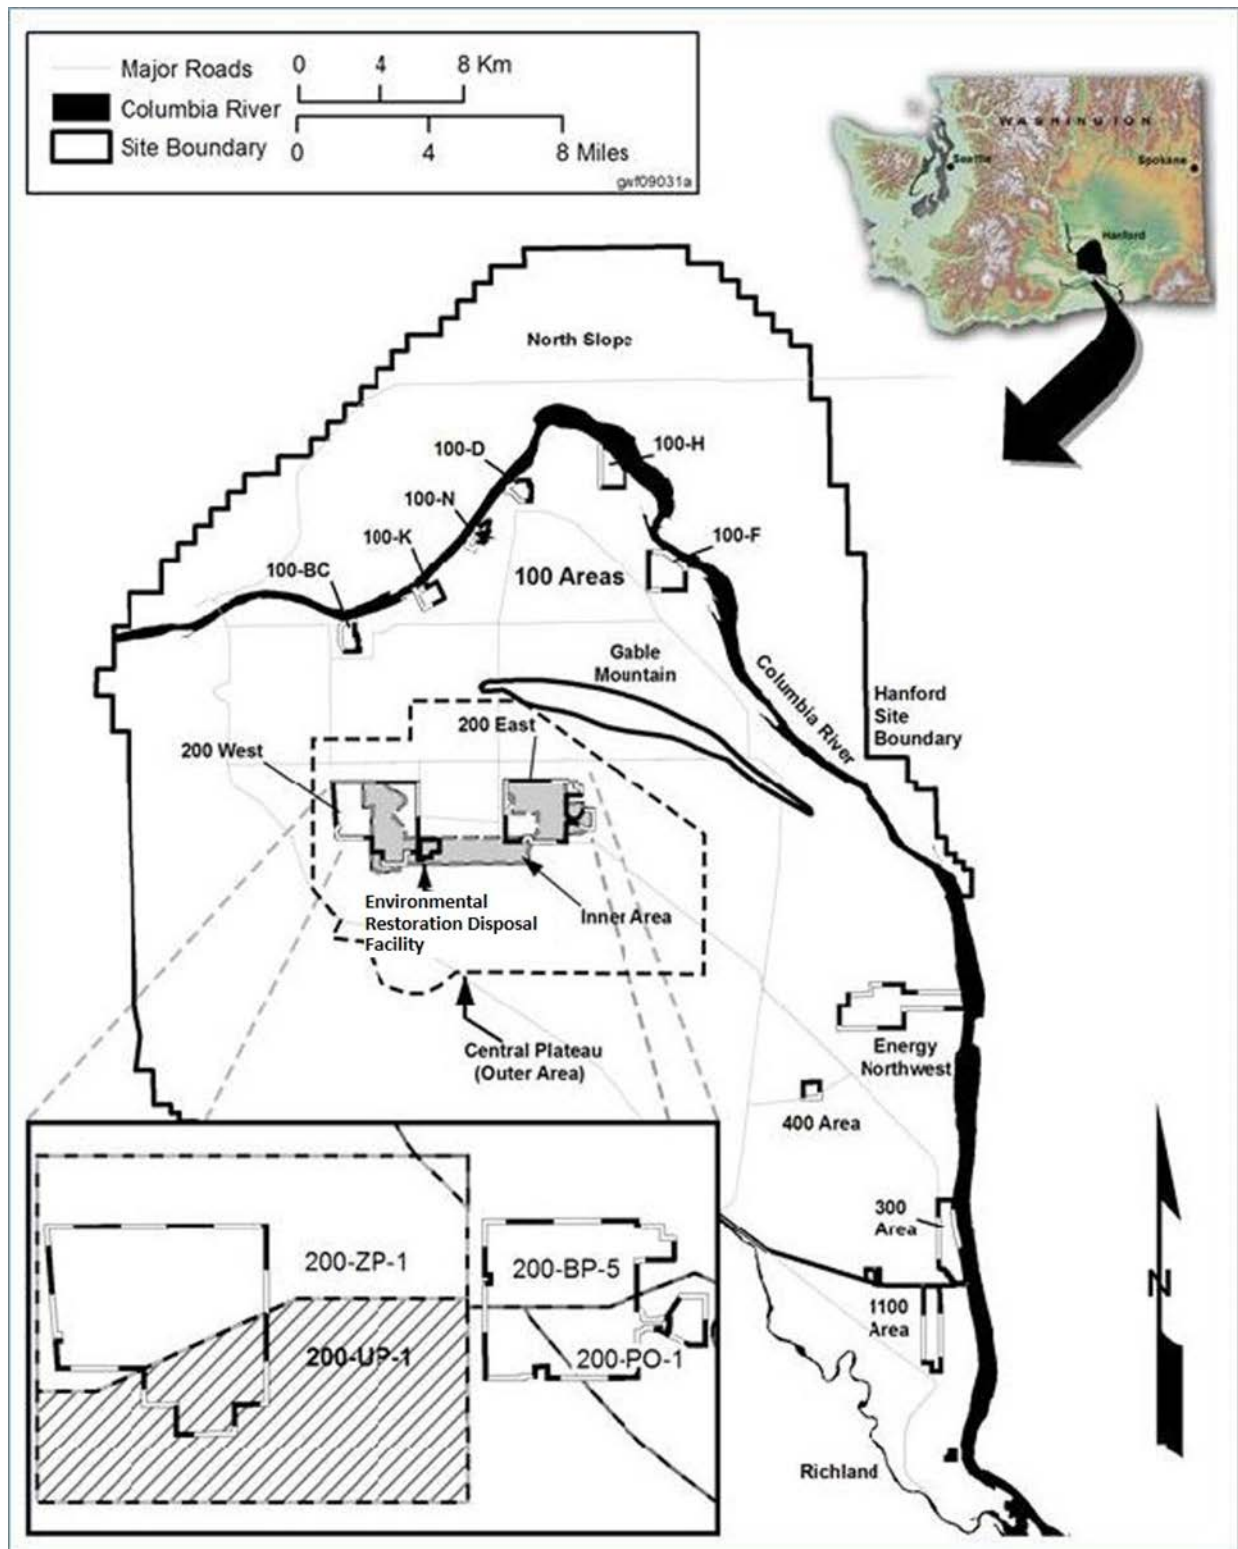 Major Roads
0 4 8 Km
Columbia River
Site Boundary
0 4 8 Miles
gwf09031a
WASHINGTON
Seattle
Spokane
Hanford
North Slope
100-D
100-H
100-N
100-K
100-F
100-BC
100 Areas
Gable
Mountain
Columbia River
Hanford
Site
Boundary
200 East
200 West
Environmental
Restoration Disposal
Facility
Inner Area
Central Plateau
(Outer Area)
Energy
Northwest
400 Area
300
Area
1100
Area
Richland
N
200-ZP-1
200-BP-5
200-UP-1
200-PO-1